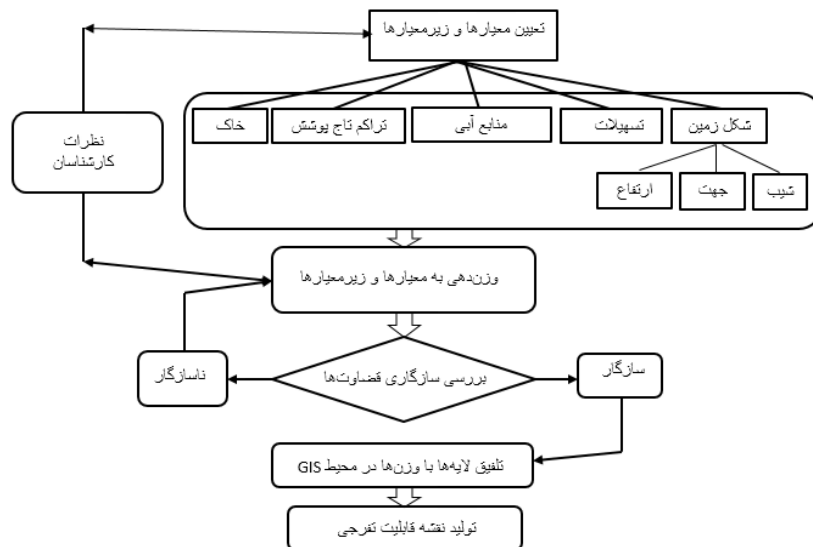 تعیین معیارها و زیرمعیارها
شکل زمین
تسهیلات
منابع آبی
تراکم تاج پوشش
خاک
شیب
جهت
ارتفاع
نظرات
کارشناسان
وزن‌دهی به معیارها و زیرمعیارها
بررسی سازگاری قضاوت‌ها
سازگار
ناسازگار
تلفیق لایه‌ها با وزن‌ها در محیط GIS
تولید نقشه قابلیت تفرجی